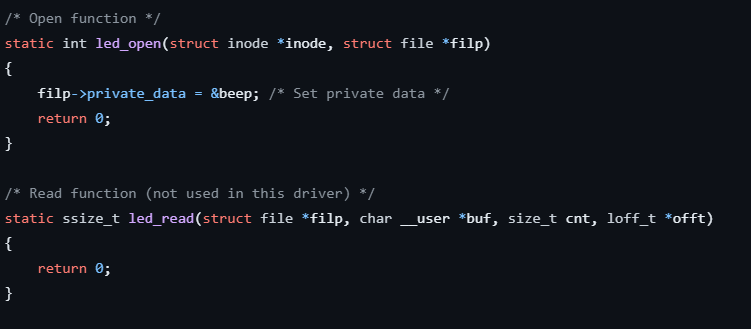 /* Open function */
static int led_open(struct inode *inode, struct file *filp)
{
    filp->private_data = &beep; /* Set private data */
    return 0;
}

/* Read function (not used in this driver) */
static ssize_t led_read(struct file *filp, char __user *buf, size_t cnt, loff_t *offt)
{
    return 0;
}